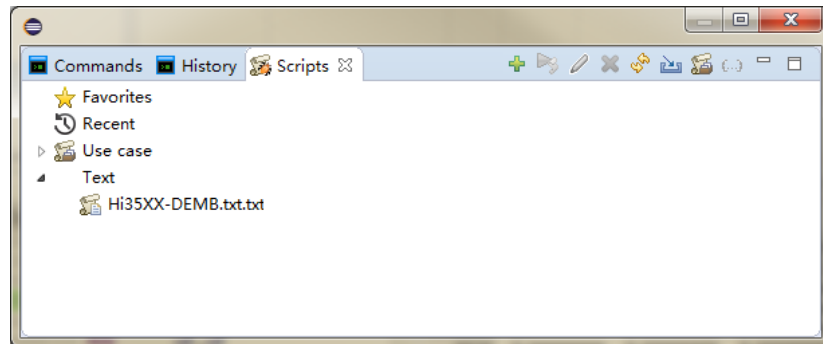 Commands History Scripts
Favorites
Recent
Use case
Text
Hi35XX-DEMB.txt.txt